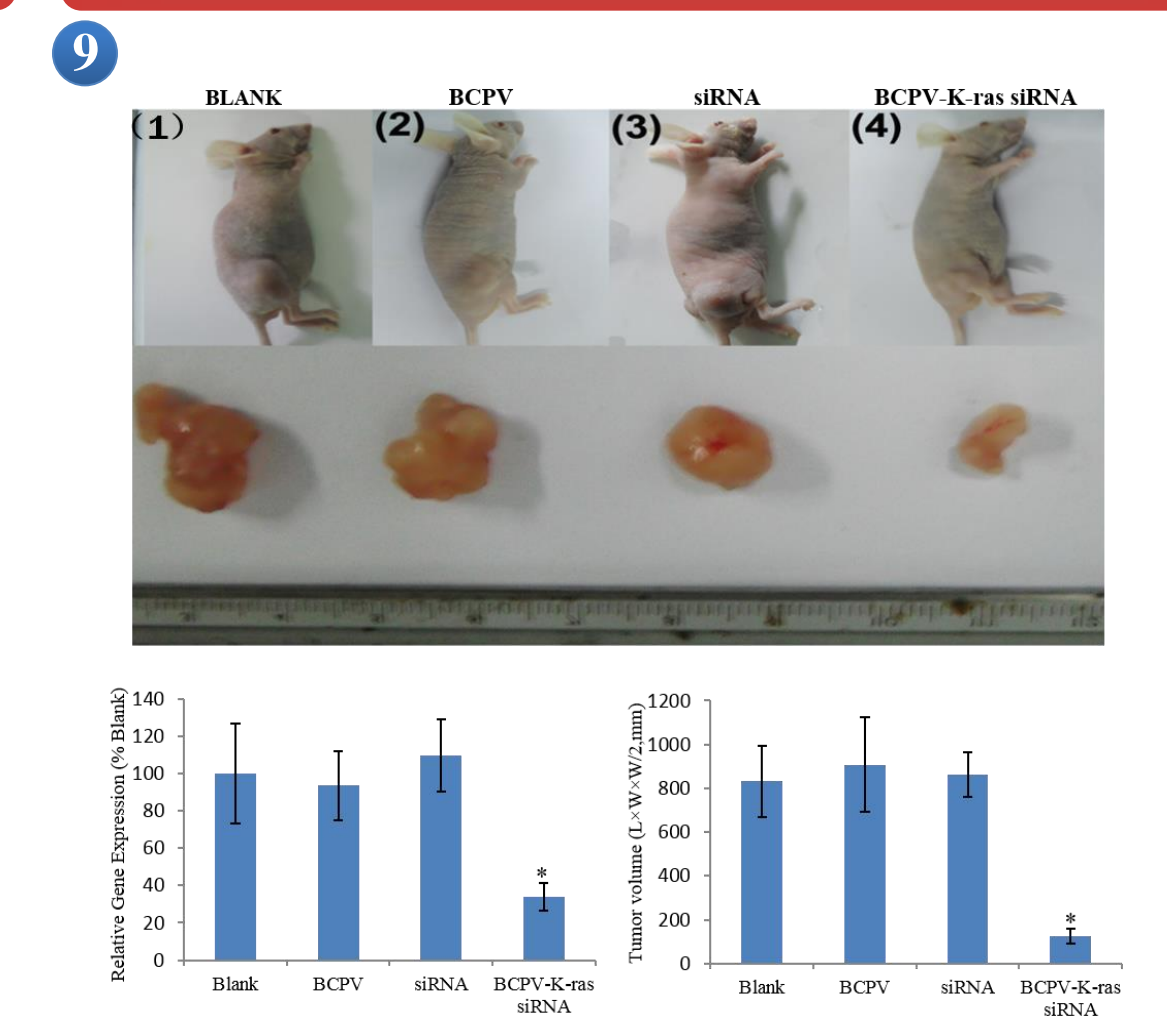 9
BLANK BCPV siRNA BCPV-K-ras siRNA
(1) (2) (3) (4)
Relative Gene Expression (% Blank)
140
120
100
80
60
40
20
0
*
Blank BCPV siRNA BCPV-K-ras
siRNA
Tumor volume (L×W×W/2,mm)
1200
1000
800
600
400
200
0
*
Blank BCPV siRNA BCPV-K-ras
siRNA